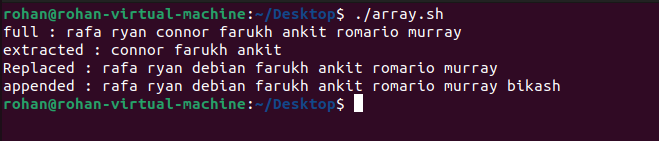 rohan@rohan-virtual-machine:~/Desktop$ ./array.sh
full : rafa ryan connor farukh ankit romario murray
extracted : connor farukh ankit
Replaced : rafa ryan debian farukh ankit romario murray
appended : rafa ryan debian farukh ankit romario murray bikash
rohan@rohan-virtual-machine:~/Desktop$